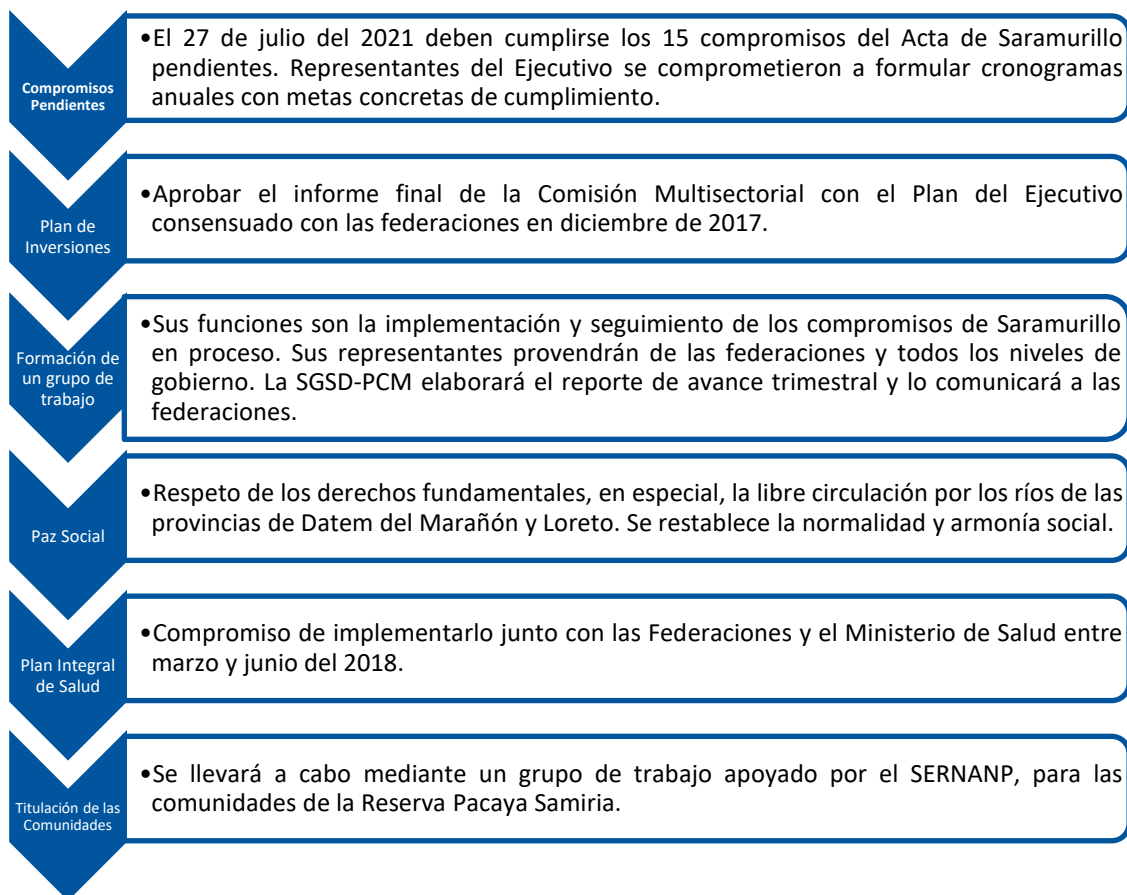 Compromisos
Pendientes
•El 27 de julio del 2021 deben cumplirse los 15 compromisos del Acta de Saramurillo
pendientes. Representantes del Ejecutivo se comprometieron a formular cronogramas
anuales con metas concretas de cumplimiento.
Plan de
Inversiones
•Aprobar el informe final de la Comisión Multisectorial con el Plan del Ejecutivo
consensuado con las federaciones en diciembre de 2017.
Formación de
un grupo de
trabajo
•Sus funciones son la implementación y seguimiento de los compromisos de Saramurillo
en proceso. Sus representantes provendrán de las federaciones y todos los niveles de
gobierno. La SGSD-PCM elaborará el reporte de avance trimestral y lo comunicará a las
federaciones.
Paz Social
•Respeto de los derechos fundamentales, en especial, la libre circulación por los ríos de las
provincias de Datem del Marañón y Loreto. Se restablece la normalidad y armonía social.
Plan Integral
de Salud
•Compromiso de implementarlo junto con las Federaciones y el Ministerio de Salud entre
marzo y junio del 2018.
Titulación de las
Comunidades
•Se llevará a cabo mediante un grupo de trabajo apoyado por el SERNANP, para las
comunidades de la Reserva Pacaya Samiria.